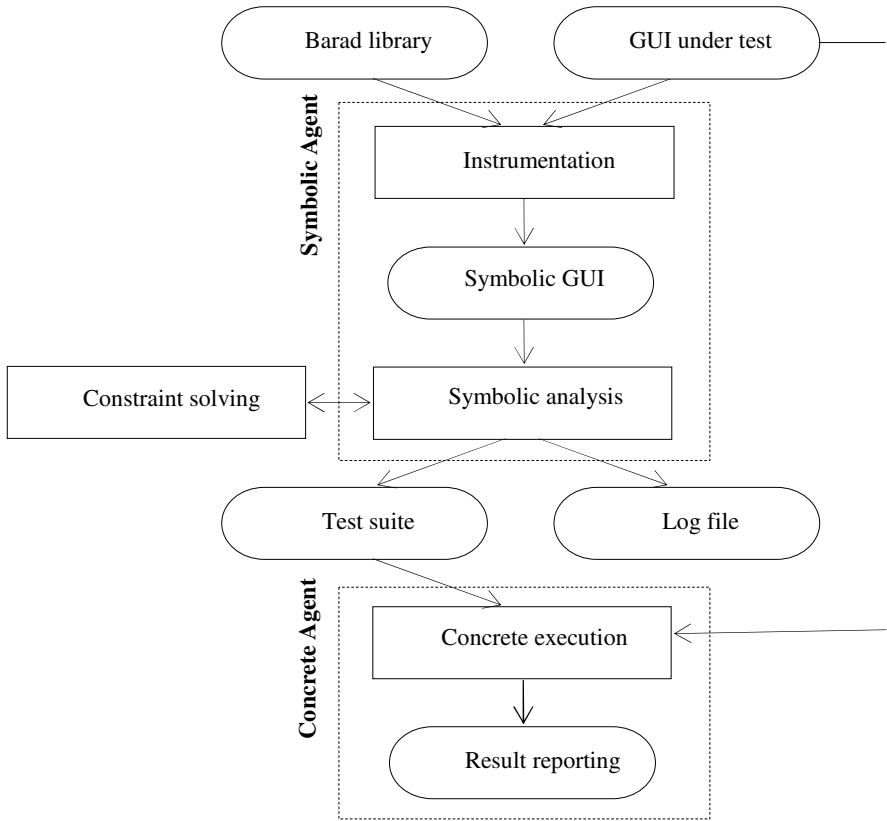 Barad library
GUI under test
Symbolic Agent
Instrumentation
Symbolic GUI
Constraint solving
Symbolic analysis
Test suite
Log file
Concrete Agent
Concrete execution
Result reporting